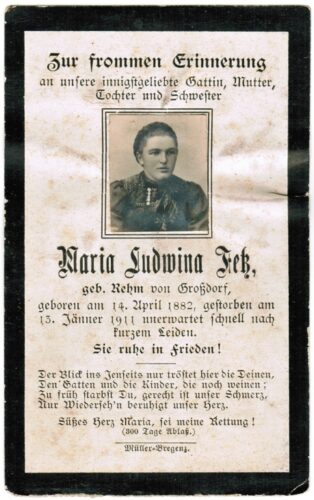 Zur frommen Erinnerung
an unsere innigstgeliebte Gattin, Mutter,
Tochter und Schwester
Maria Ludwina Fetz,
geb. Rehm von Großdorf,
geboren am 14. April 1882, gestorben am
13. Jänner 1911 unerwartet schnell nach
kurzem Leiden.
Sie ruhe in Frieden!
Der Blick ins Jenseits nur tröstet hier die Deinen,
Den Gatten und die Kinder, die noch weinen;
Zu früh starbst Du, gerecht ist unser Schmerz,
Nur Wiederseh'n beruhigt unser Herz.
Süßes Herz Maria, sei meine Rettung!
(300 Tage Ablaß.)
Müller-Bregenz.